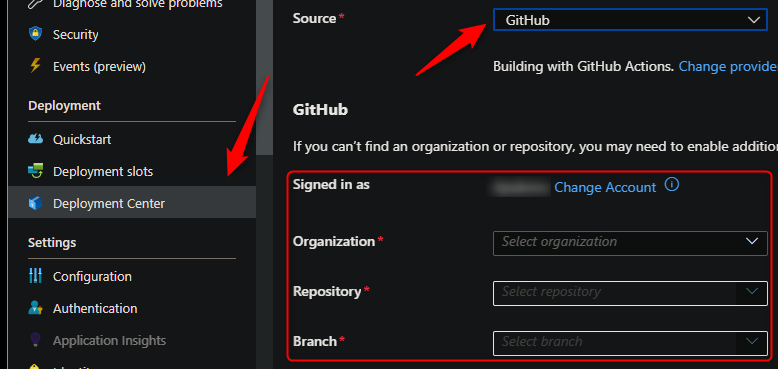 Diagnose and solve problems
Security
Events (preview)
Deployment
Quickstart
Deployment slots
Deployment Center
Settings
Configuration
Authentication
Application Insights
Source*
GitHub
Building with GitHub Actions. Change provide
GitHub
If you can't find an organization or repository, you may need to enable additio
Signed in as
Change Account
Organization*
Select organization
Repository*
Select repository
Branch*
Select branch